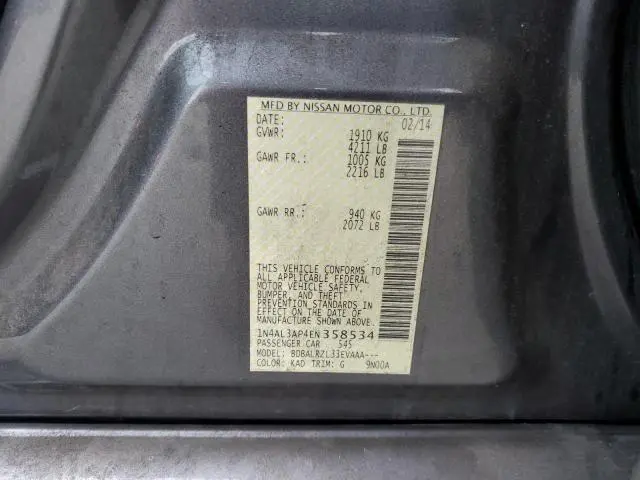 MFD BY NISSAN MOTOR CO., LTD.
DATE: 02/14
GVWR: 1910 KG
4211 LB
GAWR FR.: 1005 KG
2216 LB
GAWR RR.: 940 KG
2072 LB
THIS VEHICLE CONFORMS TO
ALL APPLICABLE FEDERAL
MOTOR VEHICLE SAFETY,
BUMPER, AND THEFT
PREVENTION STANDARDS IN
EFFECT ON THE DATE OF
MANUFACTURE SHOWN ABOVE.
1N4AL3AP4EN358534
PASSENGER CAR 545
MODEL: BDBALRZL33EVAAA---
COLOR: KAD TRIM: G 9N00A